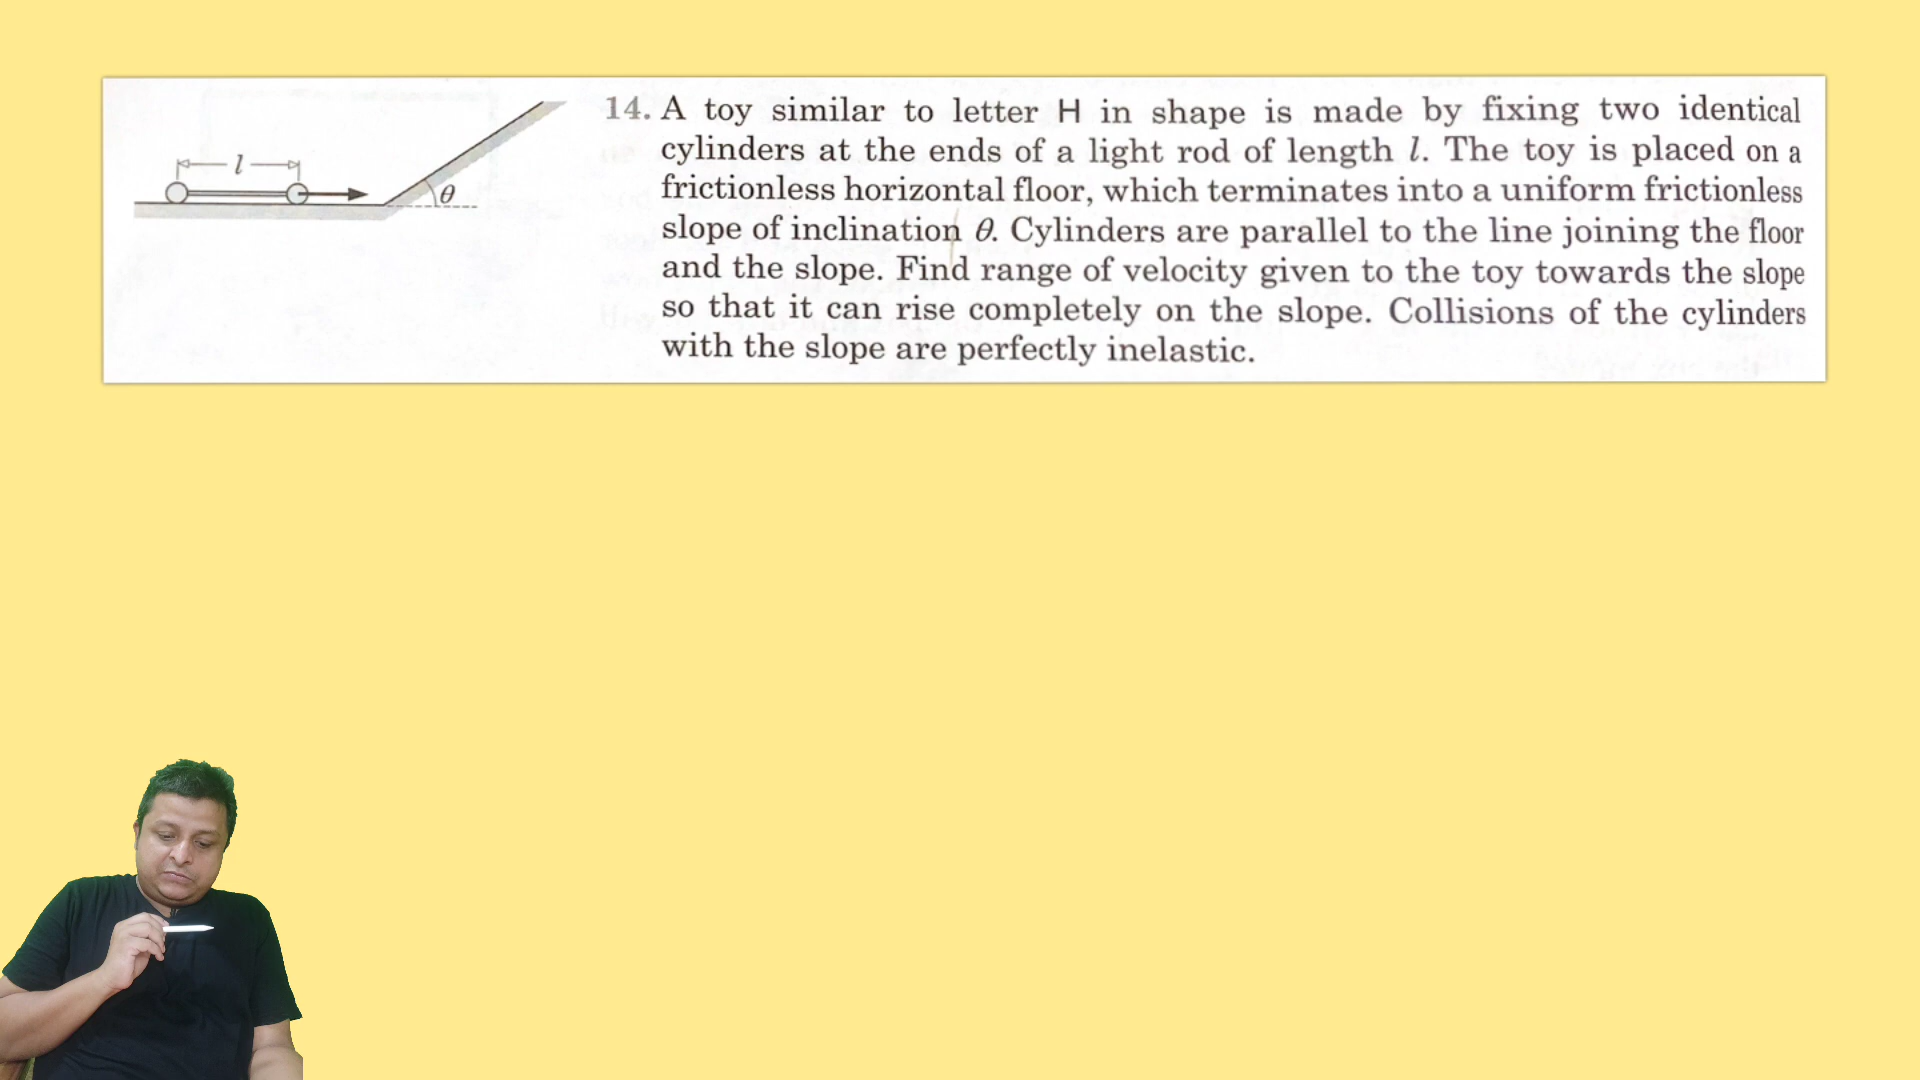 14. A toy similar to letter H in shape is made by fixing two identical
cylinders at the ends of a light rod of length l. The toy is placed on a
frictionless horizontal floor, which terminates into a uniform frictionless
slope of inclination θ. Cylinders are parallel to the line joining the floor
and the slope. Find range of velocity given to the toy towards the slope
so that it can rise completely on the slope. Collisions of the cylinders
with the slope are perfectly inelastic.
l
θ